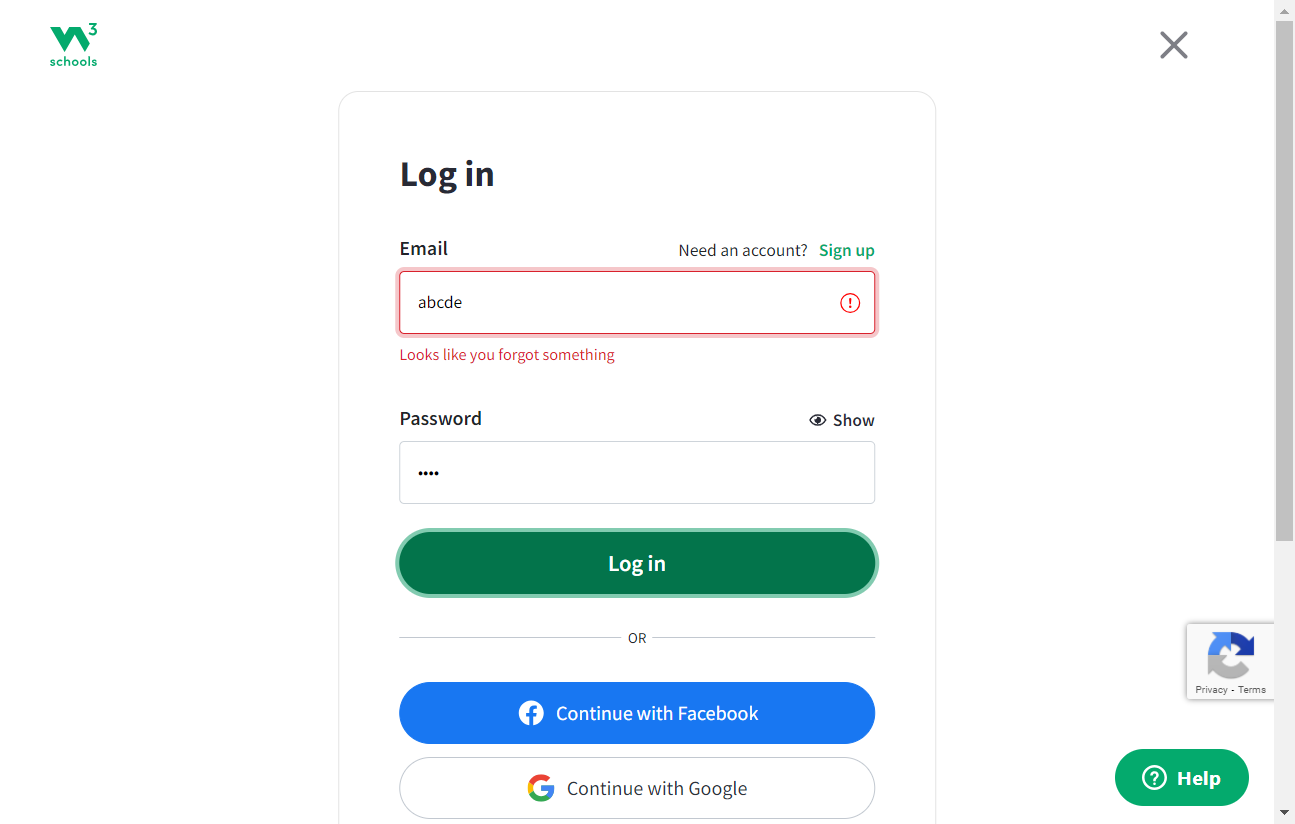 3
schools
Log in
Email
Need an account? Sign up
abcde
Looks like you forgot something
Password
Show
••••
Log in
OR
Continue with Facebook
Continue with Google
Privacy - Terms
Help